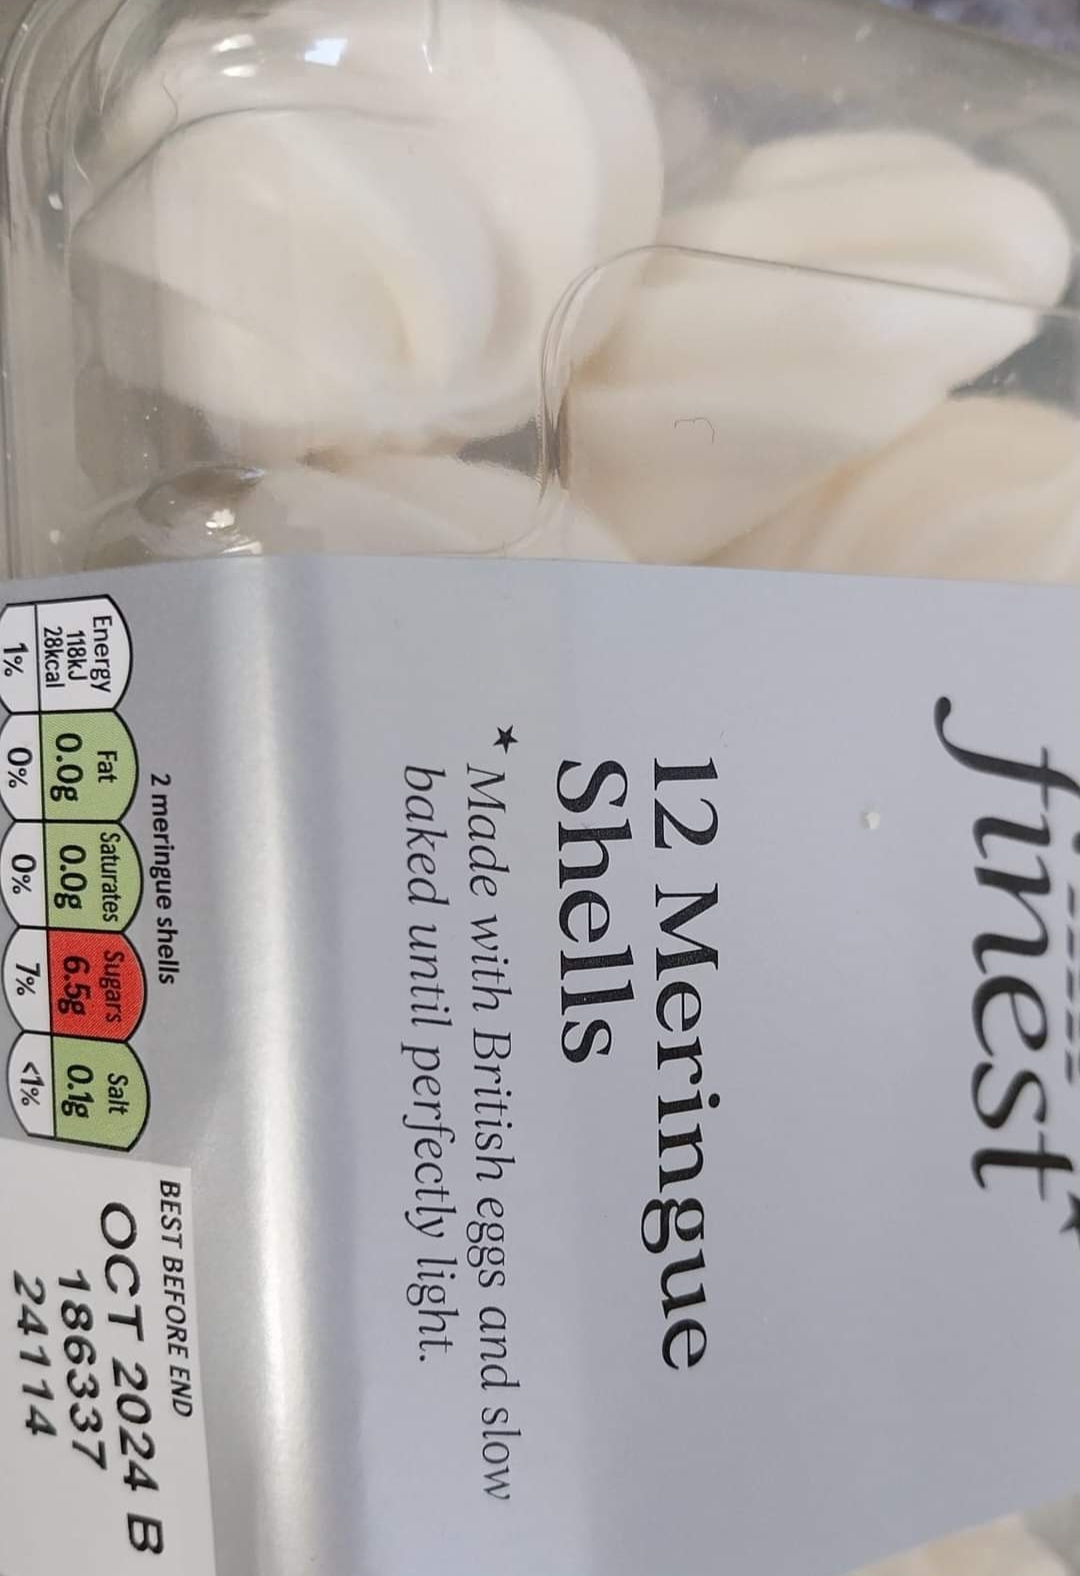 finest*
12 Meringue
Shells
* Made with British eggs and slow
baked until perfectly light.
2 meringue shells
Energy
118kJ
28kcal
1%
Fat
0.0g
0%
Saturates
0.0g
0%
Sugars
6.5g
7%
Salt
0.1g
<1%
BEST BEFORE END
OCT 2024 B
186337
24114